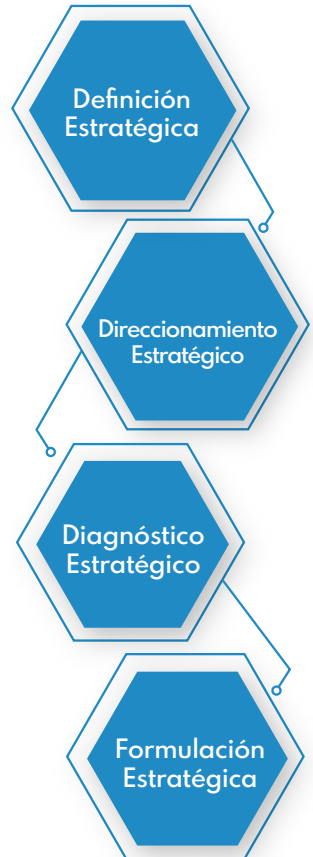 Definición
Estratégica
Direccionamiento
Estratégico
Diagnóstico
Estratégico
Formulación
Estratégica